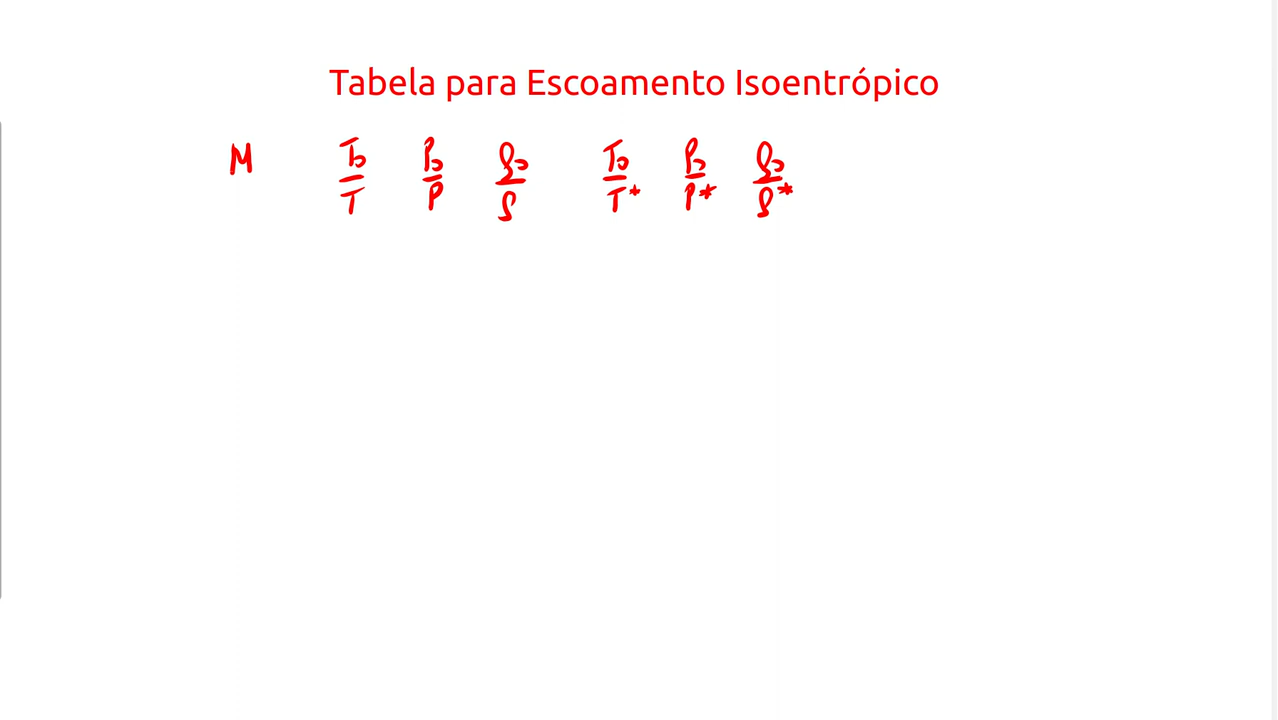 Tabela para Escoamento Isoentrópico
M T₀/T P₀/P ρ₀/ρ T₀/T* P₀/P* ρ₀/ρ*